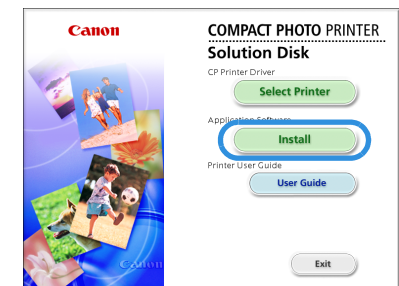 Canon
COMPACT PHOTO PRINTER
Solution Disk
CP Printer Driver
Select Printer
Application Software
Install
Printer User Guide
User Guide
Canon
Exit